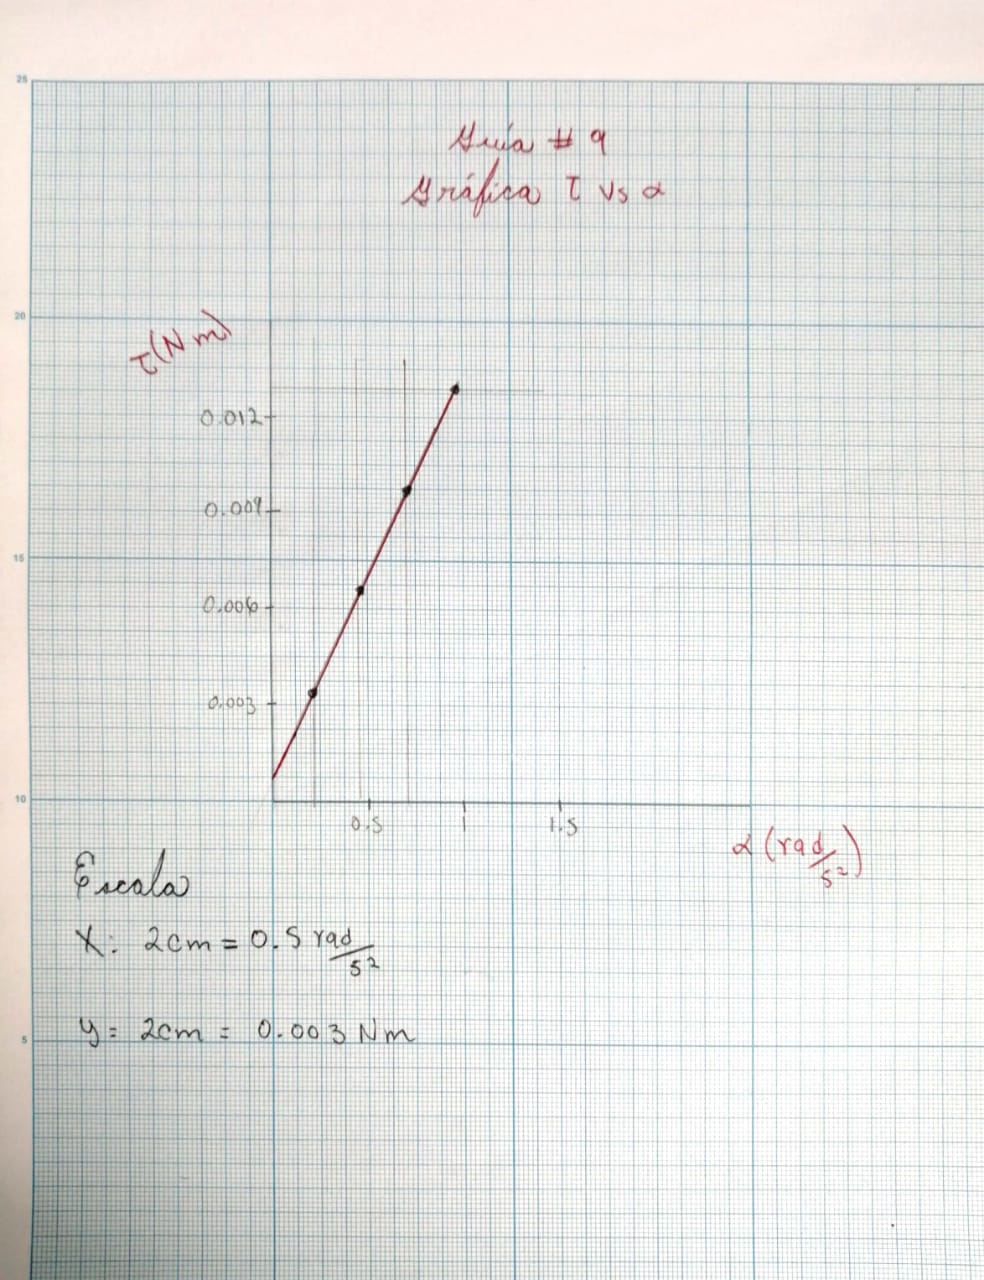 25
Guía # 9
Gráfica τ vs α
20
τ(Nm)
0.012
0.009
15
0.006
0.003
10
0.5 1 1.5
α (rad/s²)
Escala
X: 2cm = 0.5 rad/s²
y= 2cm = 0.003 Nm
5